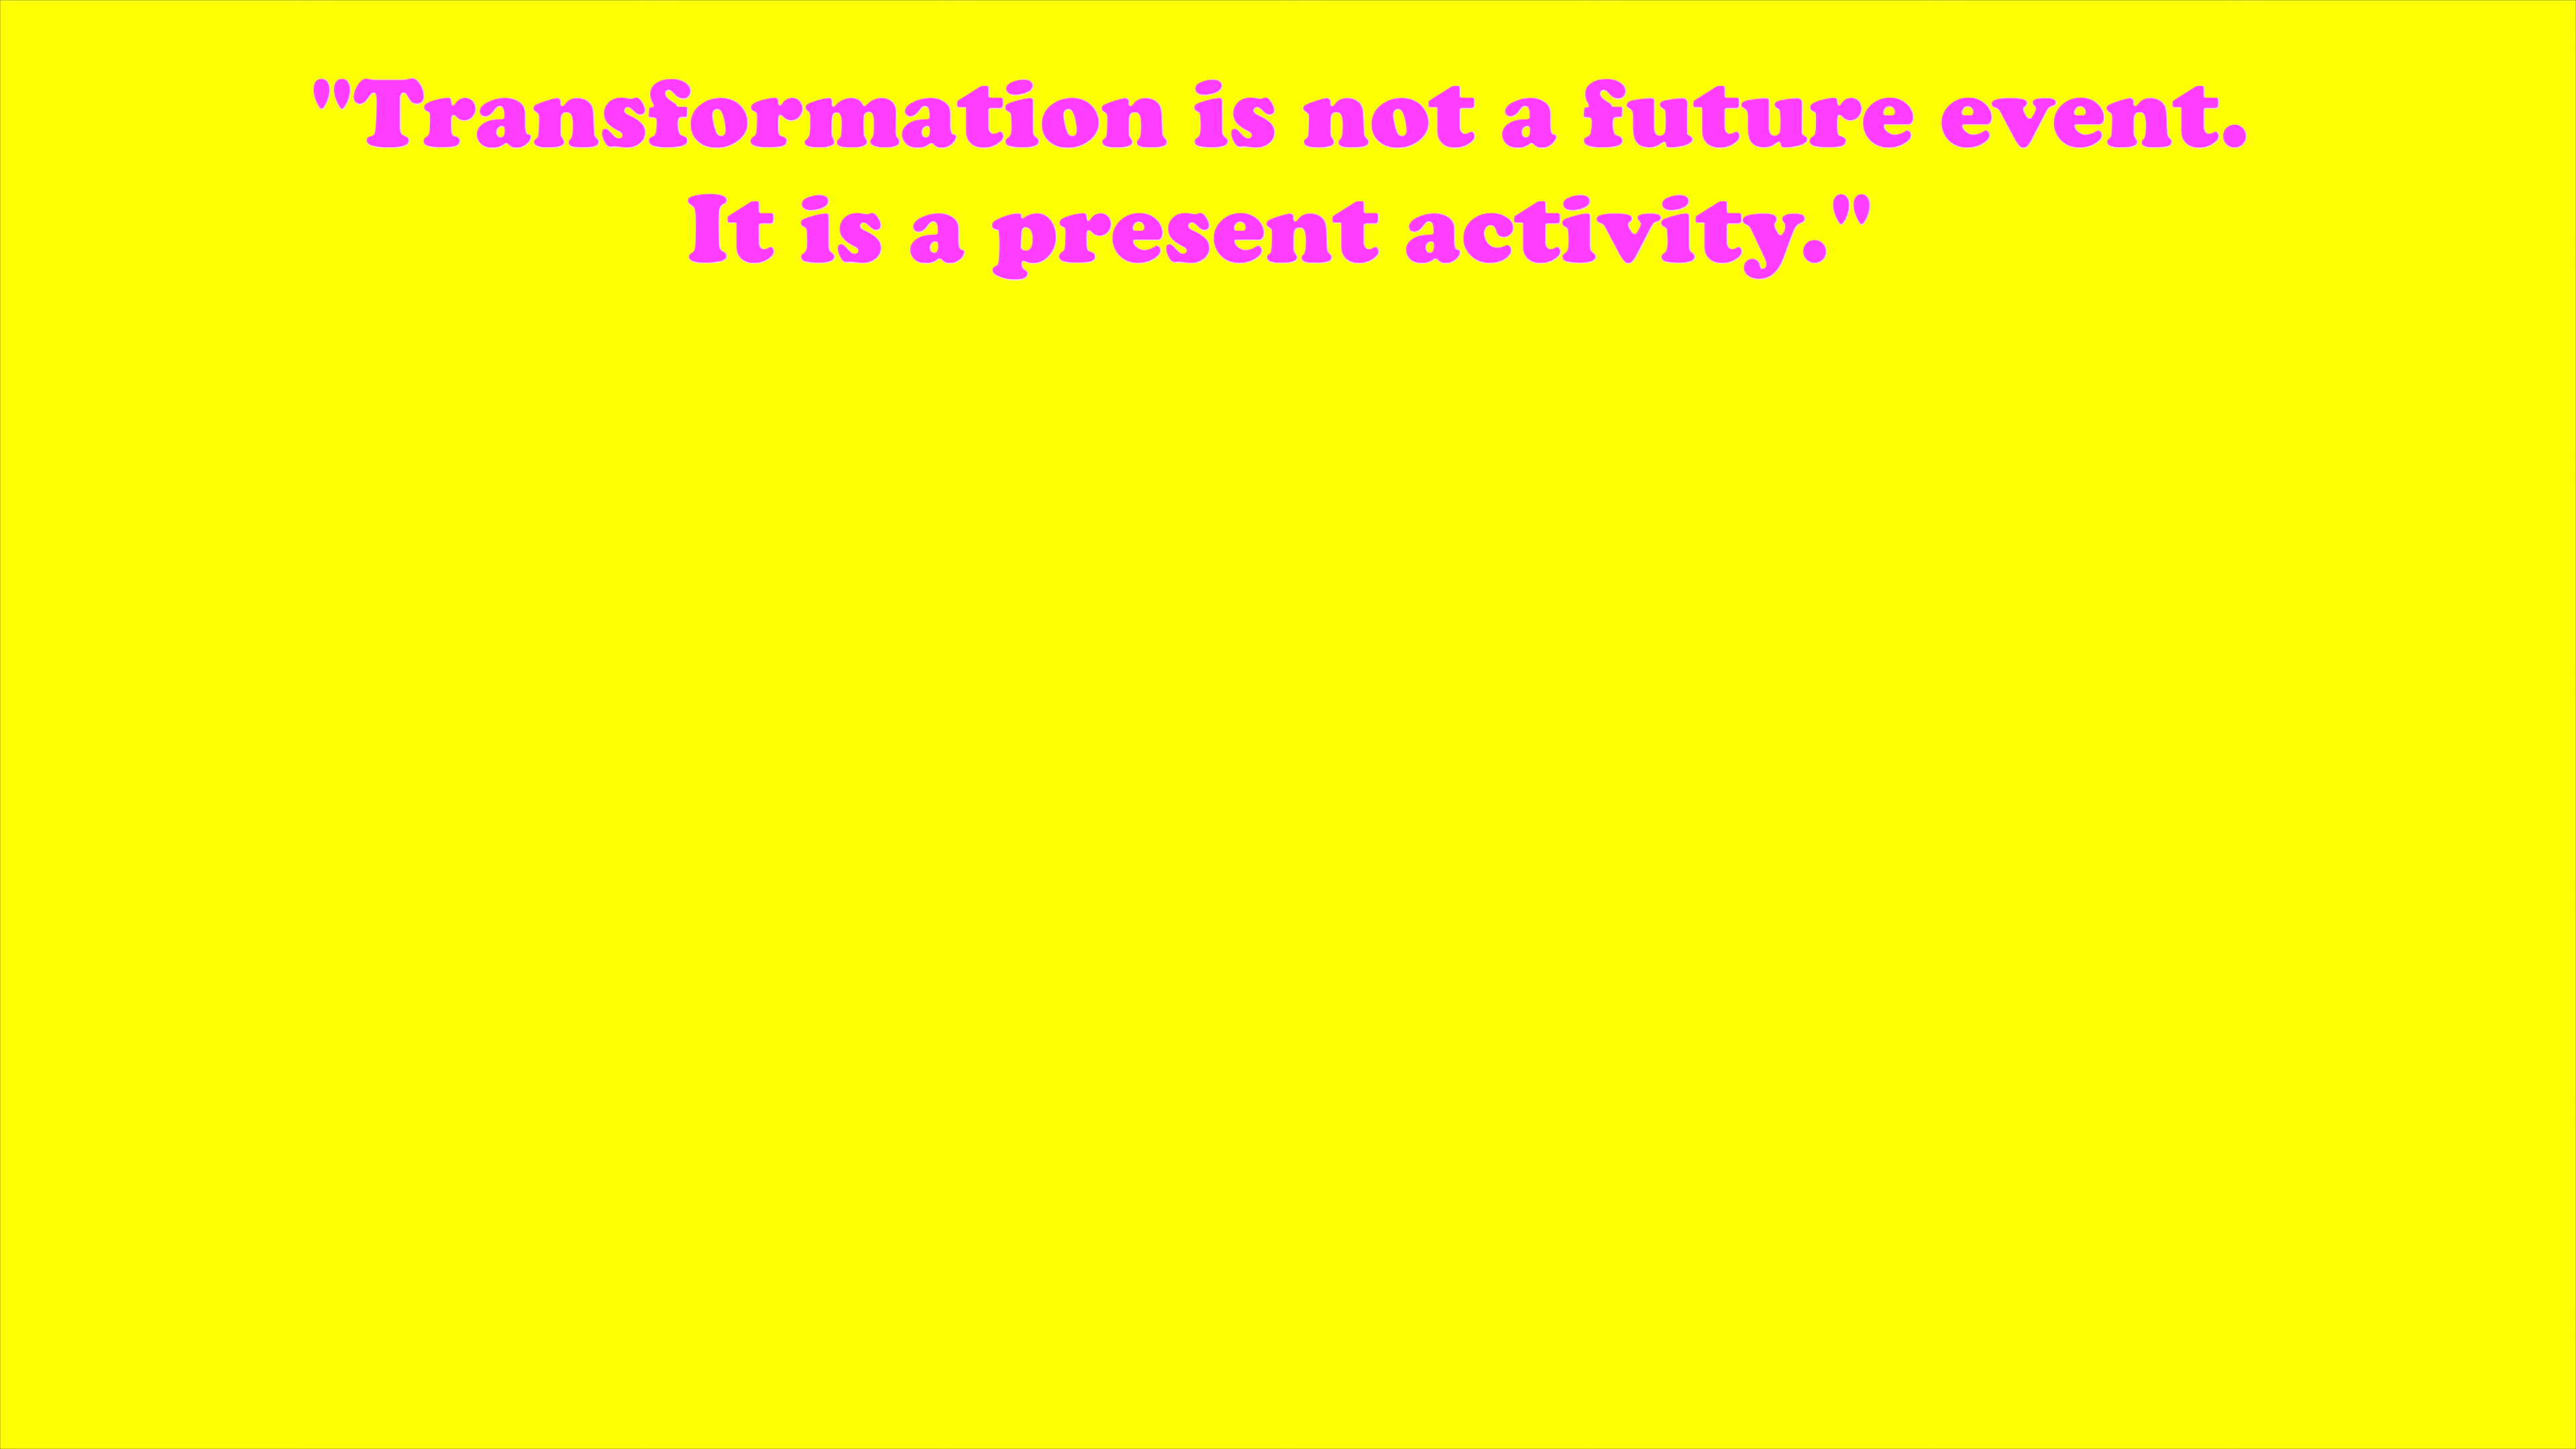 "Transformation is not a future event.
It is a present activity."